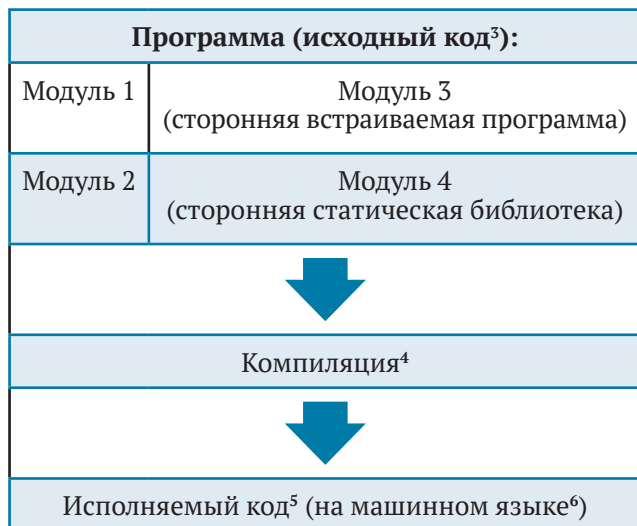 Программа (исходный код³):
Модуль 1
Модуль 3
(сторонняя встраиваемая программа)
Модуль 2
Модуль 4
(сторонняя статическая библиотека)
Компиляция⁴
Исполняемый код⁵ (на машинном языке⁶)